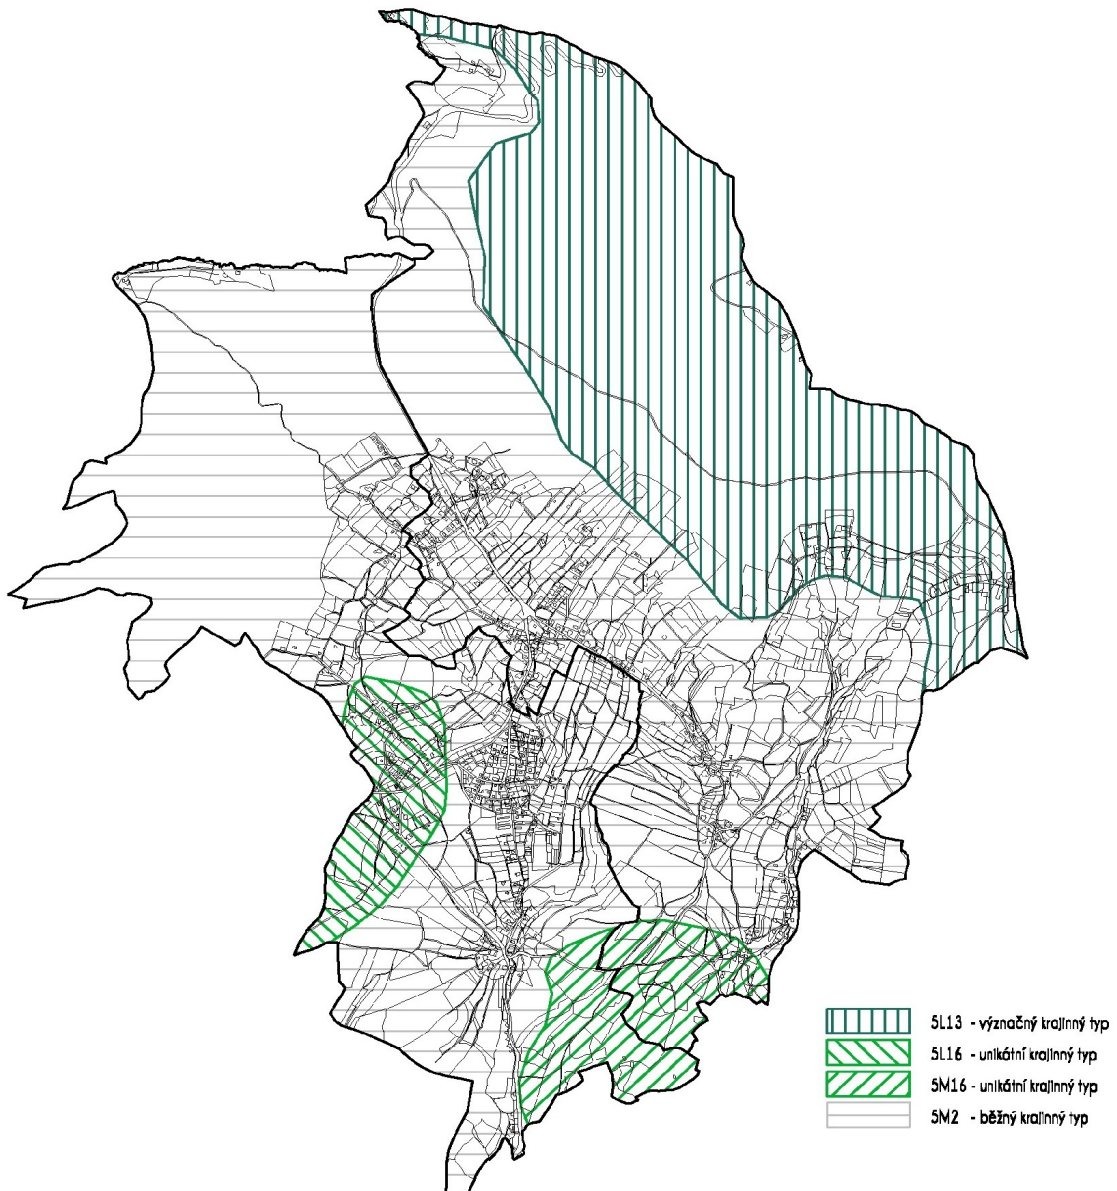 5L13 - význačný krajinný typ
5L16 - unikátní krajinný typ
5M16 - unikátní krajinný typ
5M2 - běžný krajinný typ